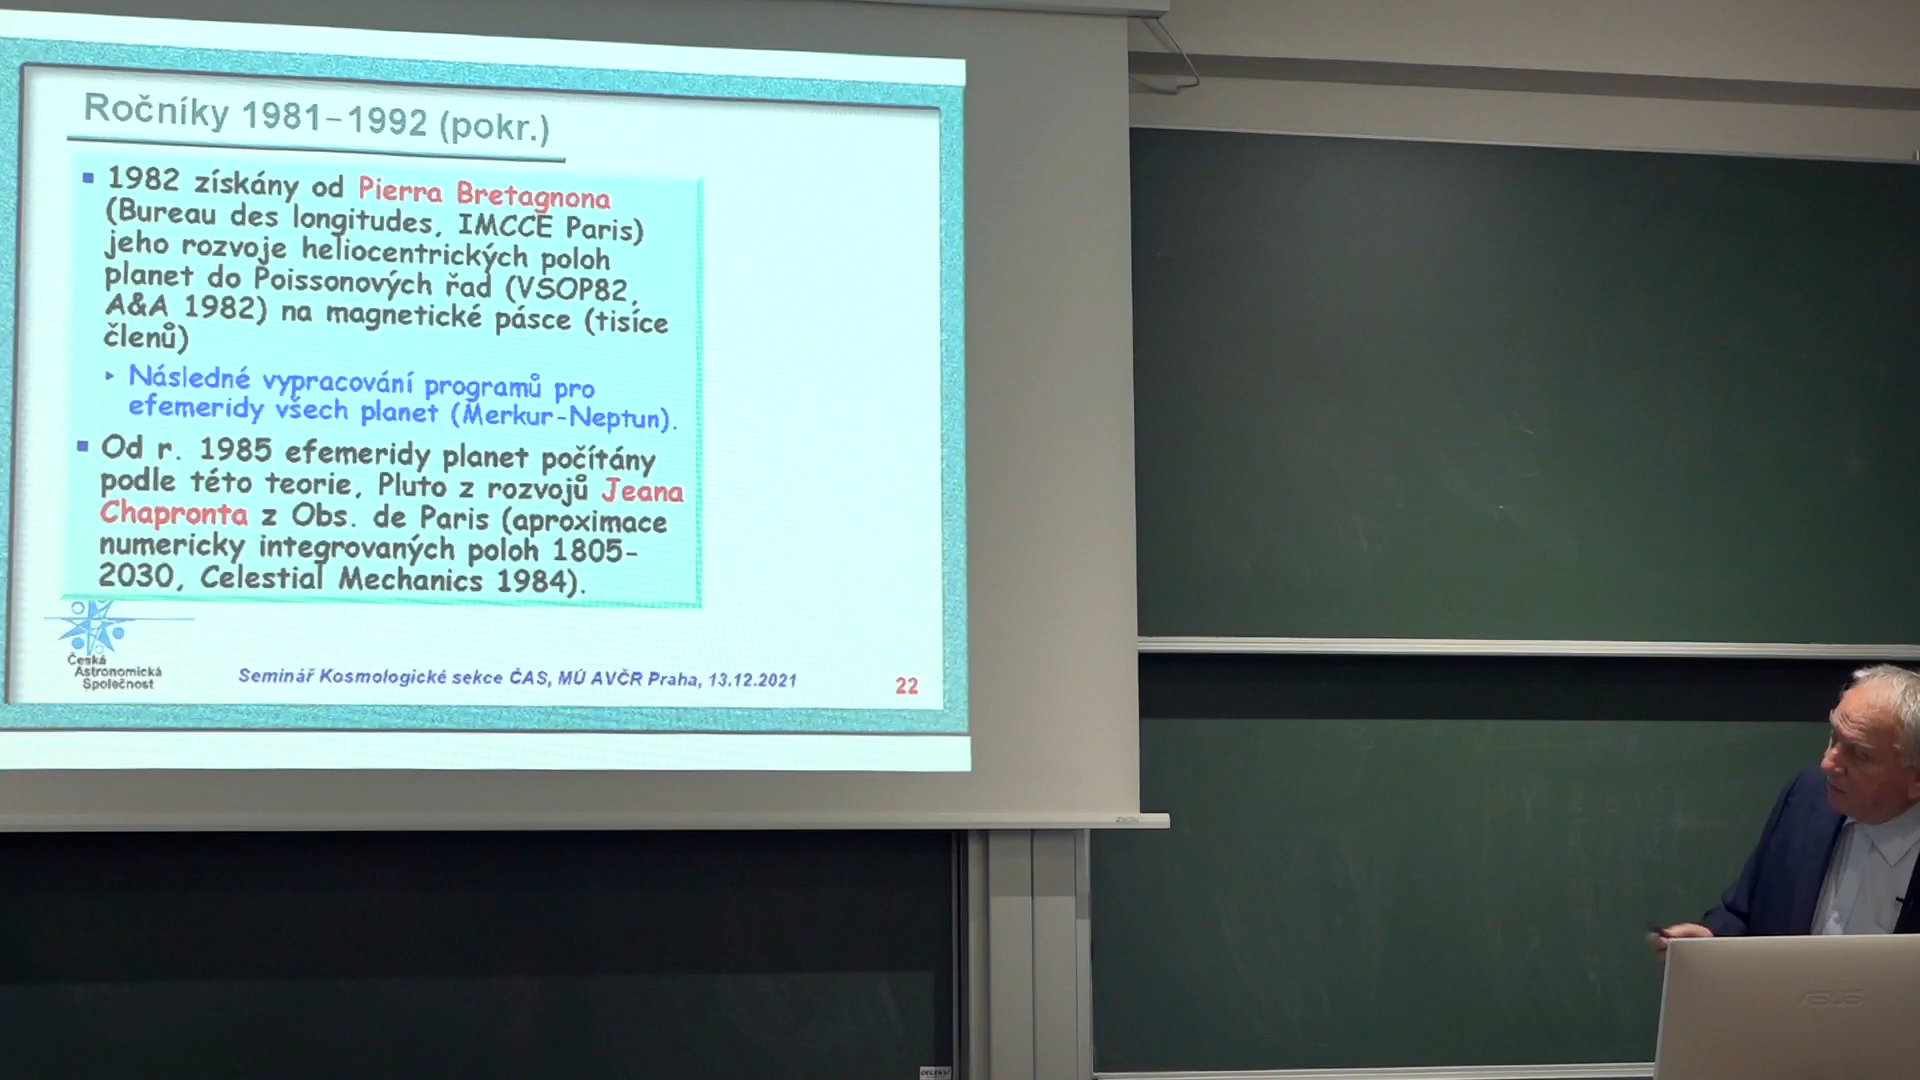 Ročníky 1981–1992 (pokr.)
1982 získány od Pierra Bretagnona
(Bureau des longitudes, IMCCE Paris)
jeho rozvoje heliocentrických poloh
planet do Poissonových řad (VSOP82,
A&A 1982) na magnetické pásce (tisíce
členů)
Následné vypracování programů pro
efemeridy všech planet (Merkur-Neptun).
Od r. 1985 efemeridy planet počítány
podle této teorie, Pluto z rozvojů Jeana
Chapronta z Obs. de Paris (aproximace
numericky integrovaných poloh 1805-
2030, Celestial Mechanics 1984).
Česká
Astronomická
Společnost
Seminář Kosmologické sekce ČAS, MÚ AVČR Praha, 13.12.2021
22
ASUS